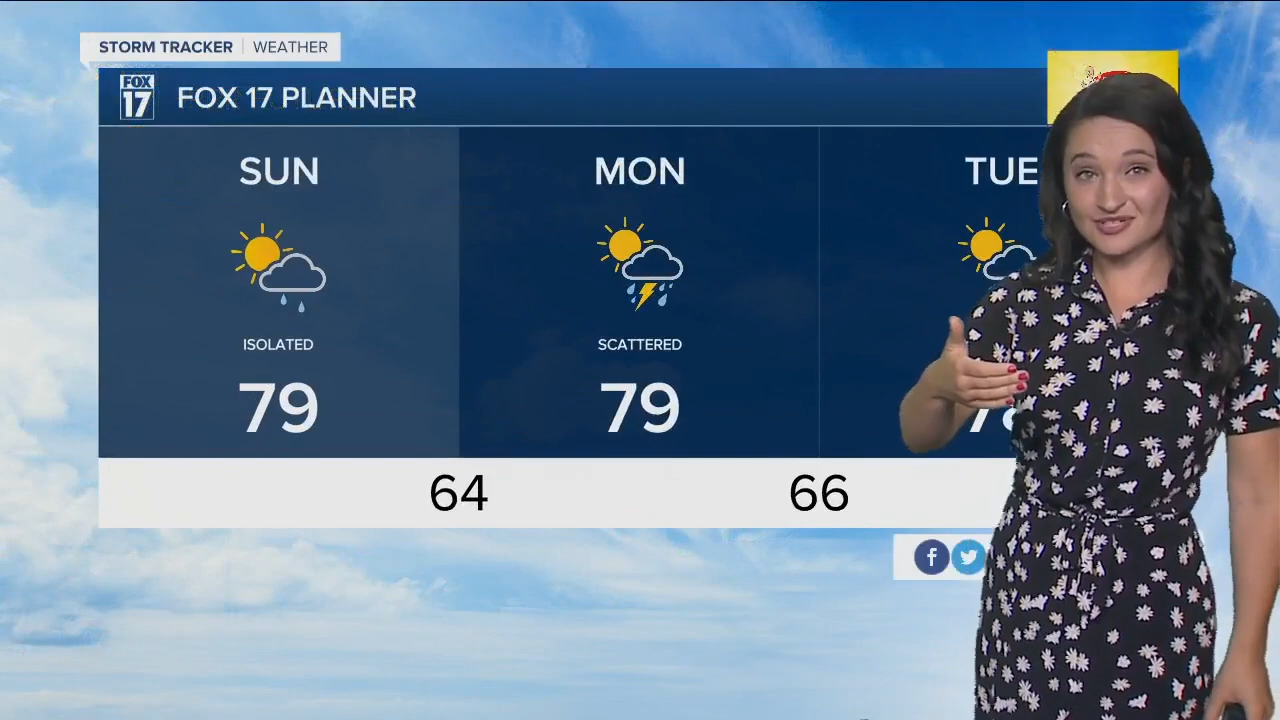 STORM TRACKER | WEATHER
FOX 17
FOX 17 PLANNER
SUN
MON
TUE
ISOLATED
SCATTERED
79
79
64
66